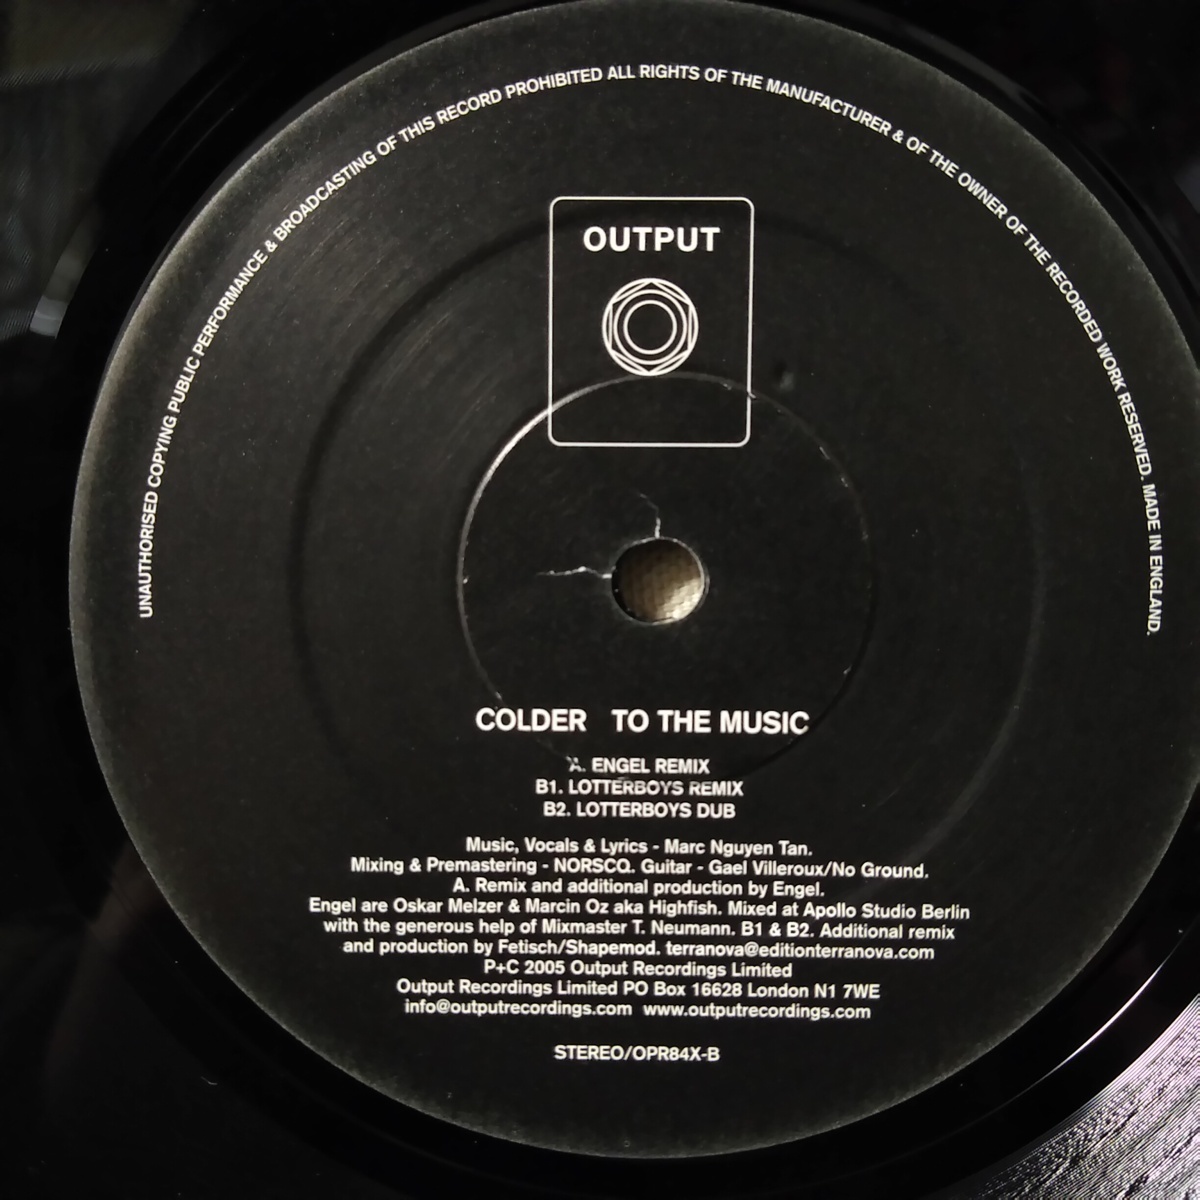 UNAUTHORISED COPYING PUBLIC PERFORMANCE & BROADCASTING OF THIS RECORD PROHIBITED ALL RIGHTS OF THE MANUFACTURER & OF THE OWNER OF THE RECORDED WORK RESERVED. MADE IN ENGLAND.
OUTPUT
COLDER TO THE MUSIC
A. ENGEL REMIX
B1. LOTTERBOYS REMIX
B2. LOTTERBOYS DUB
Music, Vocals & Lyrics - Marc Nguyen Tan.
Mixing & Premastering - NORSCQ. Guitar - Gael Villeroux/No Ground.
A. Remix and additional production by Engel.
Engel are Oskar Melzer & Marcin Oz aka Highfish. Mixed at Apollo Studio Berlin
with the generous help of Mixmaster T. Neumann. B1 & B2. Additional remix
and production by Fetisch/Shapemod. terranova@editionterranova.com
P+C 2005 Output Recordings Limited
Output Recordings Limited PO Box 16628 London N1 7WE
info@outputrecordings.com www.outputrecordings.com
STEREO/OPR84X-B